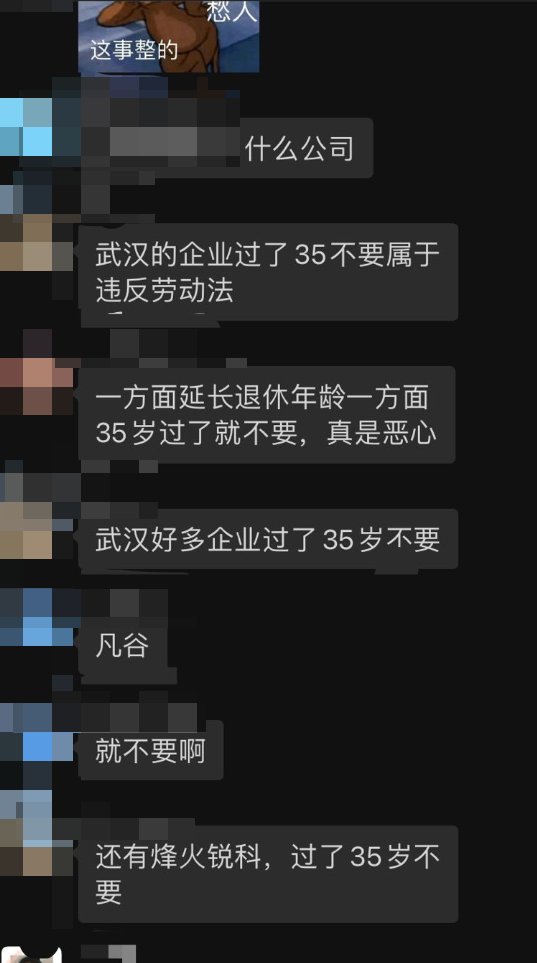 愁人
这事整的
什么公司
武汉的企业过了35不要属于
违反劳动法
一方面延长退休年龄一方面
35岁过了就不要，真是恶心
武汉好多企业过了35岁不要
凡谷
就不要啊
还有烽火锐科，过了35岁不
要